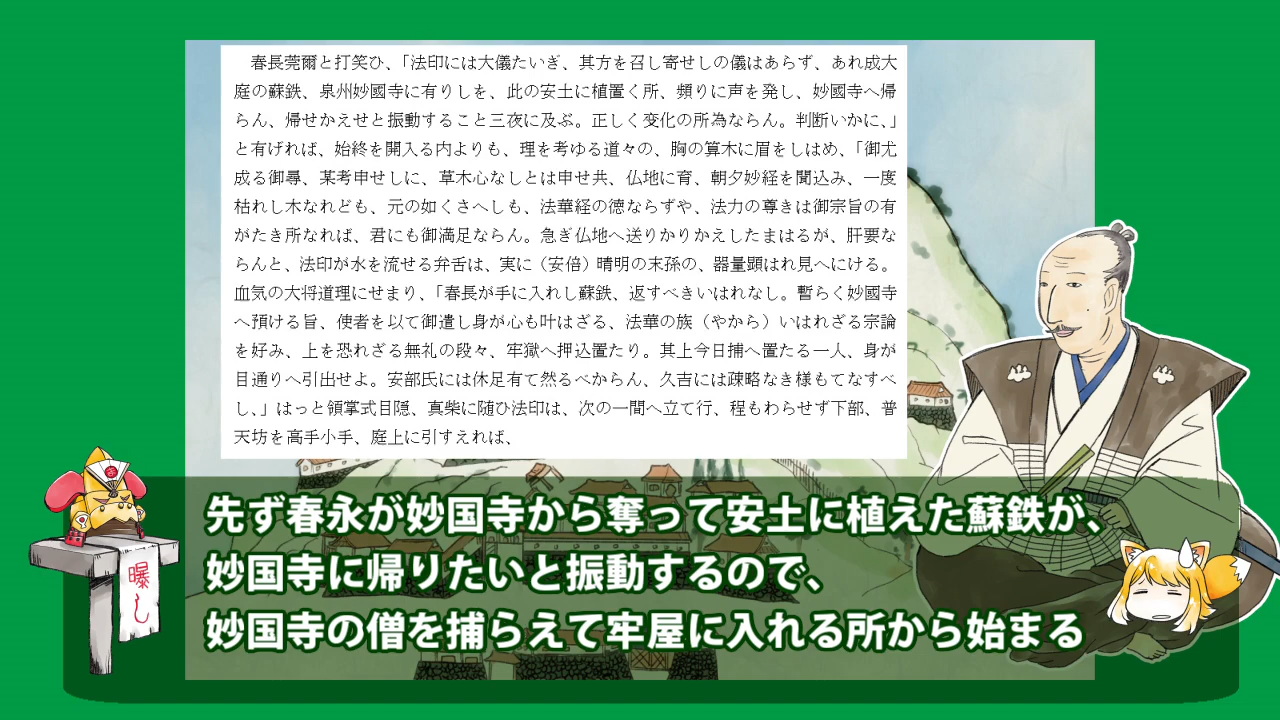 春長莞爾と打笑ひ、「法印には大儀たいぎ、其方を召し寄せしの儀はあらず、あれ成大
庭の蘇鉄、泉州妙國寺に有りしを、此の安土に植置く所、頻りに声を発し、妙國寺へ帰
らん、帰せかえせと振動すること三夜に及ぶ。正しく変化の所為ならん。判断いかに、」
と有げれば、始終を開入る内よりも、理を考ゆる道々の、胸の算木に眉をしはめ、「御尤
成る御尋、某考申せしに、草木心なしとは申せ共、仏地に育、朝夕妙経を聞込み、一度
枯れし木なれども、元の如くさへしも、法華経の徳ならずや、法力の尊きは御宗旨の有
がたき所なれば、君にも御満足ならん。急ぎ仏地へ送りかりかえしたまはるが、肝要な
らんと、法印が水を流せる弁舌は、実に（安倍）晴明の末孫の、器量顕はれ見へにける。
血気の大将道理にせまり、「春長が手に入れし蘇鉄、返すべきいはれなし。暫らく妙國寺
へ預ける旨、使者を以て御遣し身が心も叶はざる、法華の族（やから）いはれざる宗論
を好み、上を恐れざる無礼の段々、牢獄へ押込置たり。其上今日捕へ置たる一人、身が
目通りへ引出せよ。安部氏には休足有て然るべからん、久吉には疎略なき様もてなすべ
し、」はっと領掌式目隠、真柴に随ひ法印は、次の一間へ立て行、程もわらせず下部、普
天坊を高手小手、庭上に引すえれば、
先ず春永が妙国寺から奪って安土に植えた蘇鉄が、
妙国寺に帰りたいと振動するので、
妙国寺の僧を捕らえて牢屋に入れる所から始まる
曝し